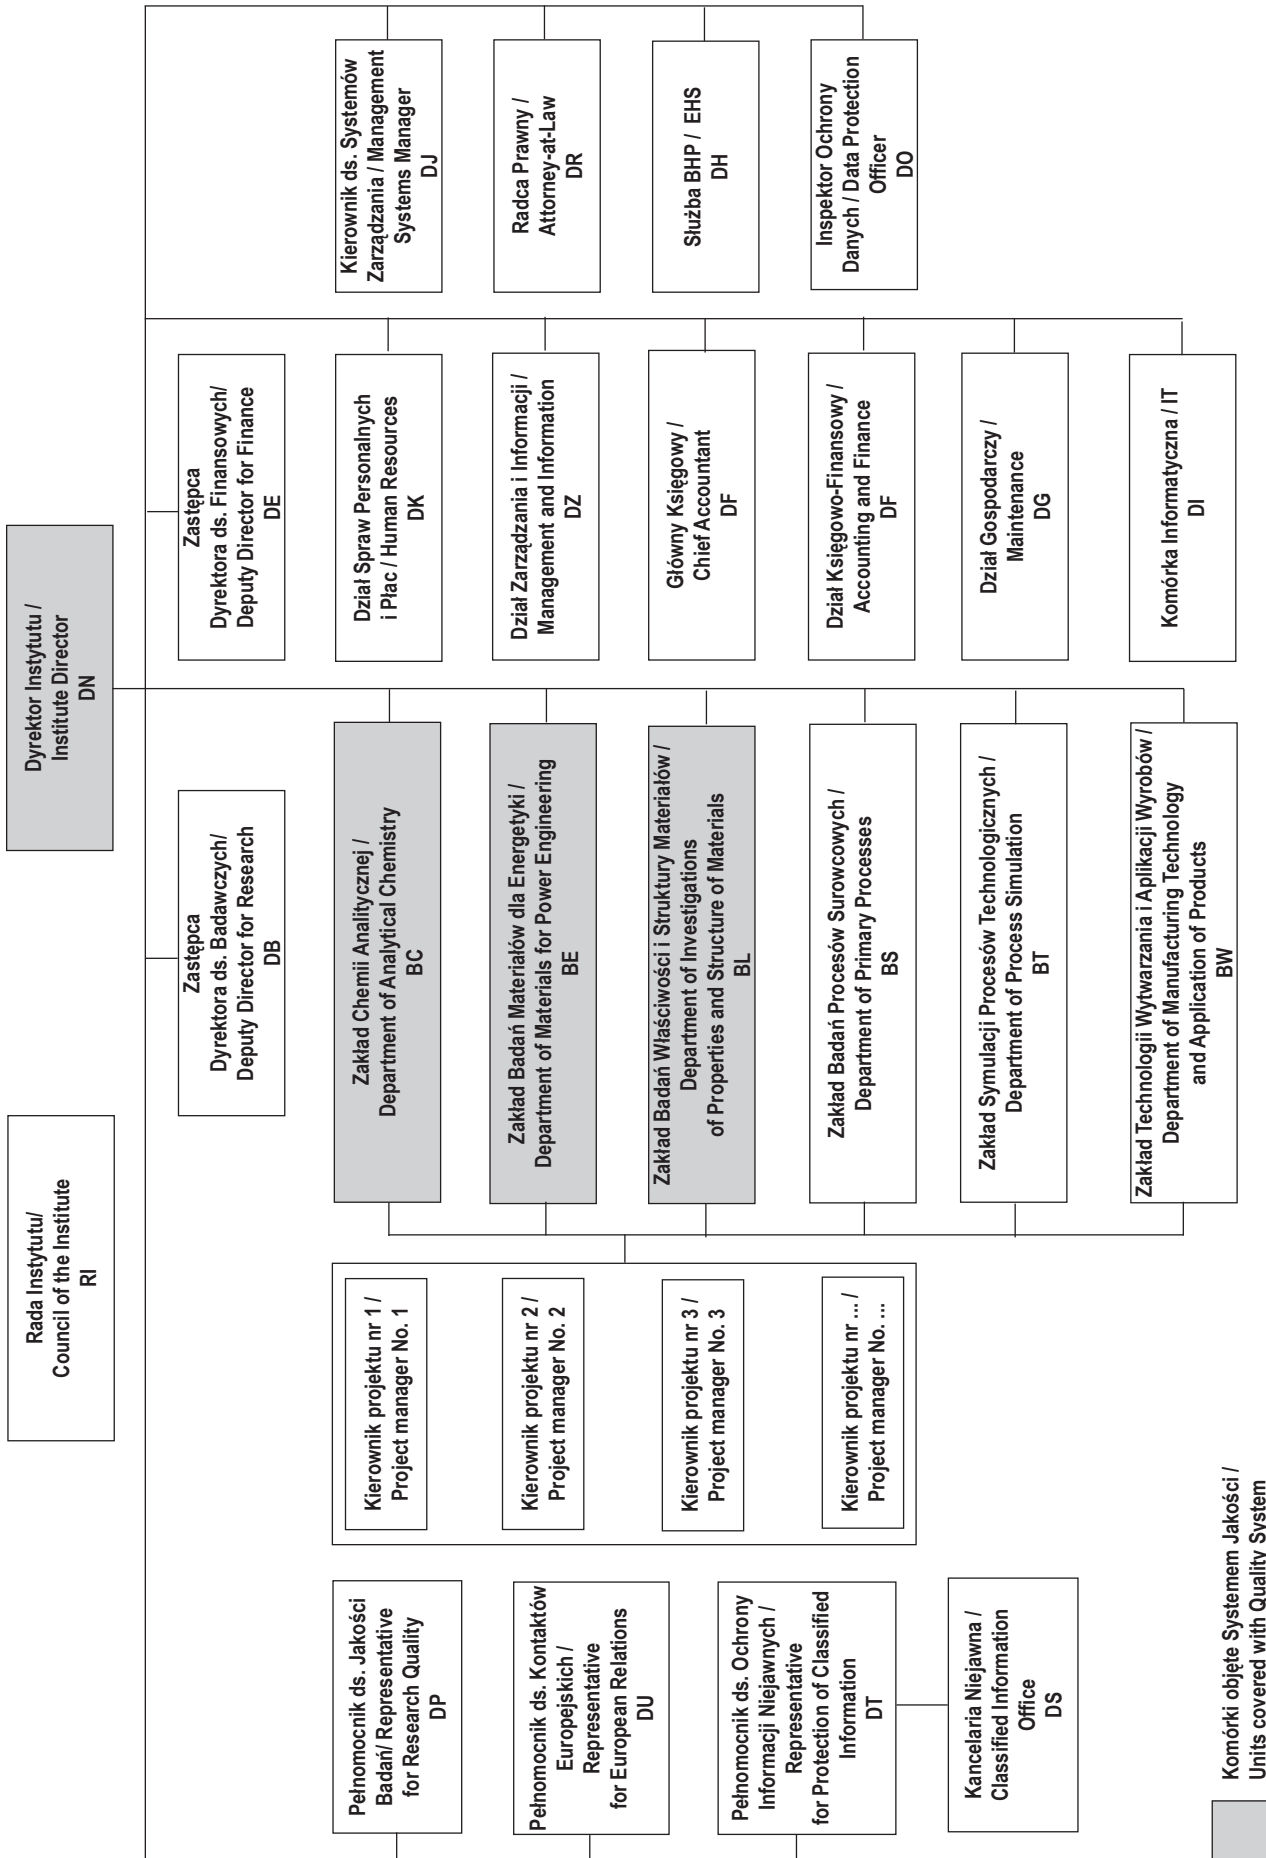 Rada Instytutu/
Council of the Institute
RI
Dyrektor Instytutu /
Institute Director
DN
Zastępca
Dyrektora ds. Badawczych/
Deputy Director for Research
DB
Zastępca
Dyrektora ds. Finansowych/
Deputy Director for Finance
DE
Pełnomocnik ds. Jakości
Badań/ Representative
for Research Quality
DP
Pełnomocnik ds. Kontaktów
Europejskich /
Representative
for European Relations
DU
Pełnomocnik ds. Ochrony
Informacji Niejawnych /
Representative
for Protection of Classified
Information
DT
Kancelaria Niejawna /
Classified Information
Office
DS
Kierownik projektu nr 1 /
Project manager No. 1
Kierownik projektu nr 2 /
Project manager No. 2
Kierownik projektu nr 3 /
Project manager No. 3
Kierownik projektu nr ... /
Project manager No. ...
Zakład Chemii Analitycznej /
Department of Analytical Chemistry
BC
Zakład Badań Materiałów dla Energetyki /
Department of Materials for Power Engineering
BE
Zakład Badań Właściwości i Struktury Materiałów /
Department of Investigations
of Properties and Structure of Materials
BL
Zakład Badań Procesów Surowcowych /
Department of Primary Processes
BS
Zakład Symulacji Procesów Technologicznych /
Department of Process Simulation
BT
Zakład Technologii Wytwarzania i Aplikacji Wyrobów /
Department of Manufacturing Technology
and Application of Products
BW
Dział Spraw Personalnych
i Płac / Human Resources
DK
Dział Zarządzania i Informacji /
Management and Information
DZ
Główny Księgowy /
Chief Accountant
DF
Dział Księgowo-Finansowy /
Accounting and Finance
DF
Dział Gospodarczy /
Maintenance
DG
Komórka Informatyczna / IT
DI
Kierownik ds. Systemów
Zarządzania / Management
Systems Manager
DJ
Radca Prawny /
Attorney-at-Law
DR
Służba BHP / EHS
DH
Inspektor Ochrony
Danych / Data Protection
Officer
DO
Komórki objęte Systemem Jakości /
Units covered with Quality System